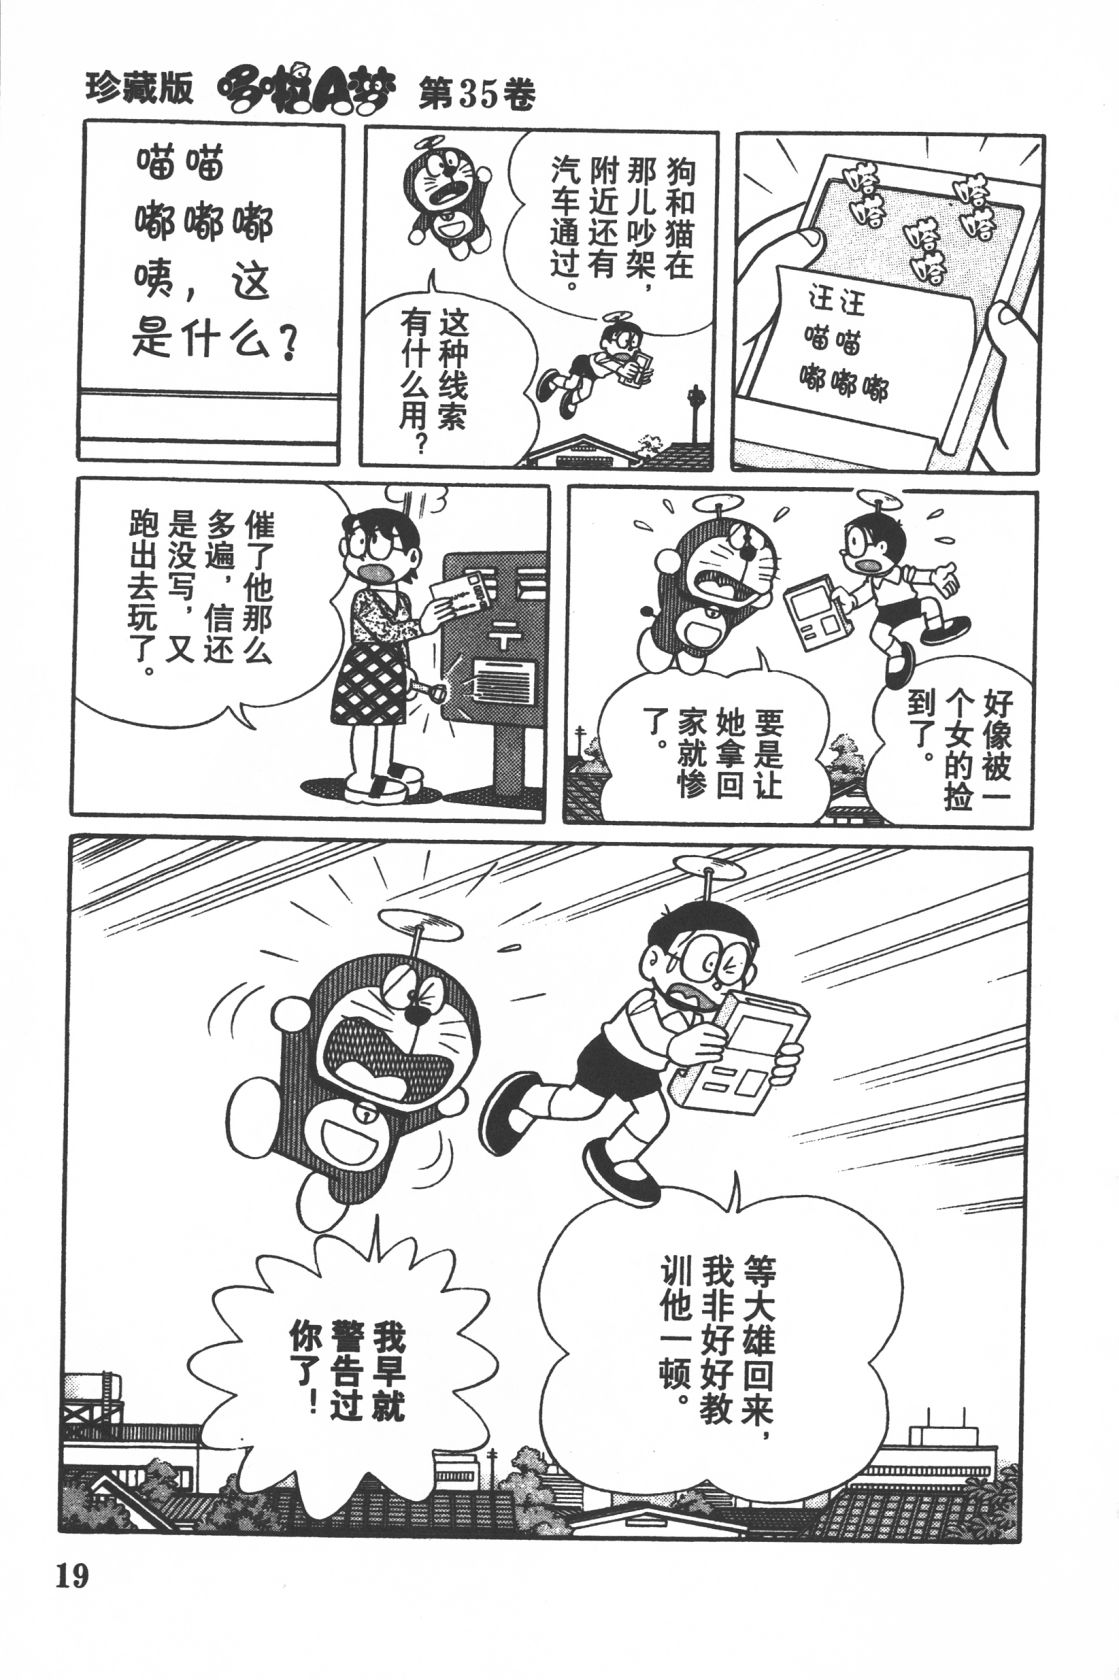 珍藏版 哆啦A梦 第35卷
嗒嗒
嗒嗒
嗒嗒
汪汪
喵喵
嘟嘟嘟
狗和猫在
那儿吵架，
附近还有
汽车通过。
这种线索
有什么用？
喵喵
嘟嘟嘟
咦，这
是什么？
好像被一
个女的捡
到了。
要是让
她拿回
家就惨
了。
催了他那么
多遍，信还
是没写，又
跑出去玩了。
〒
等大雄回来，
我非好好教
训他一顿。
我早就
警告过
你了！
19